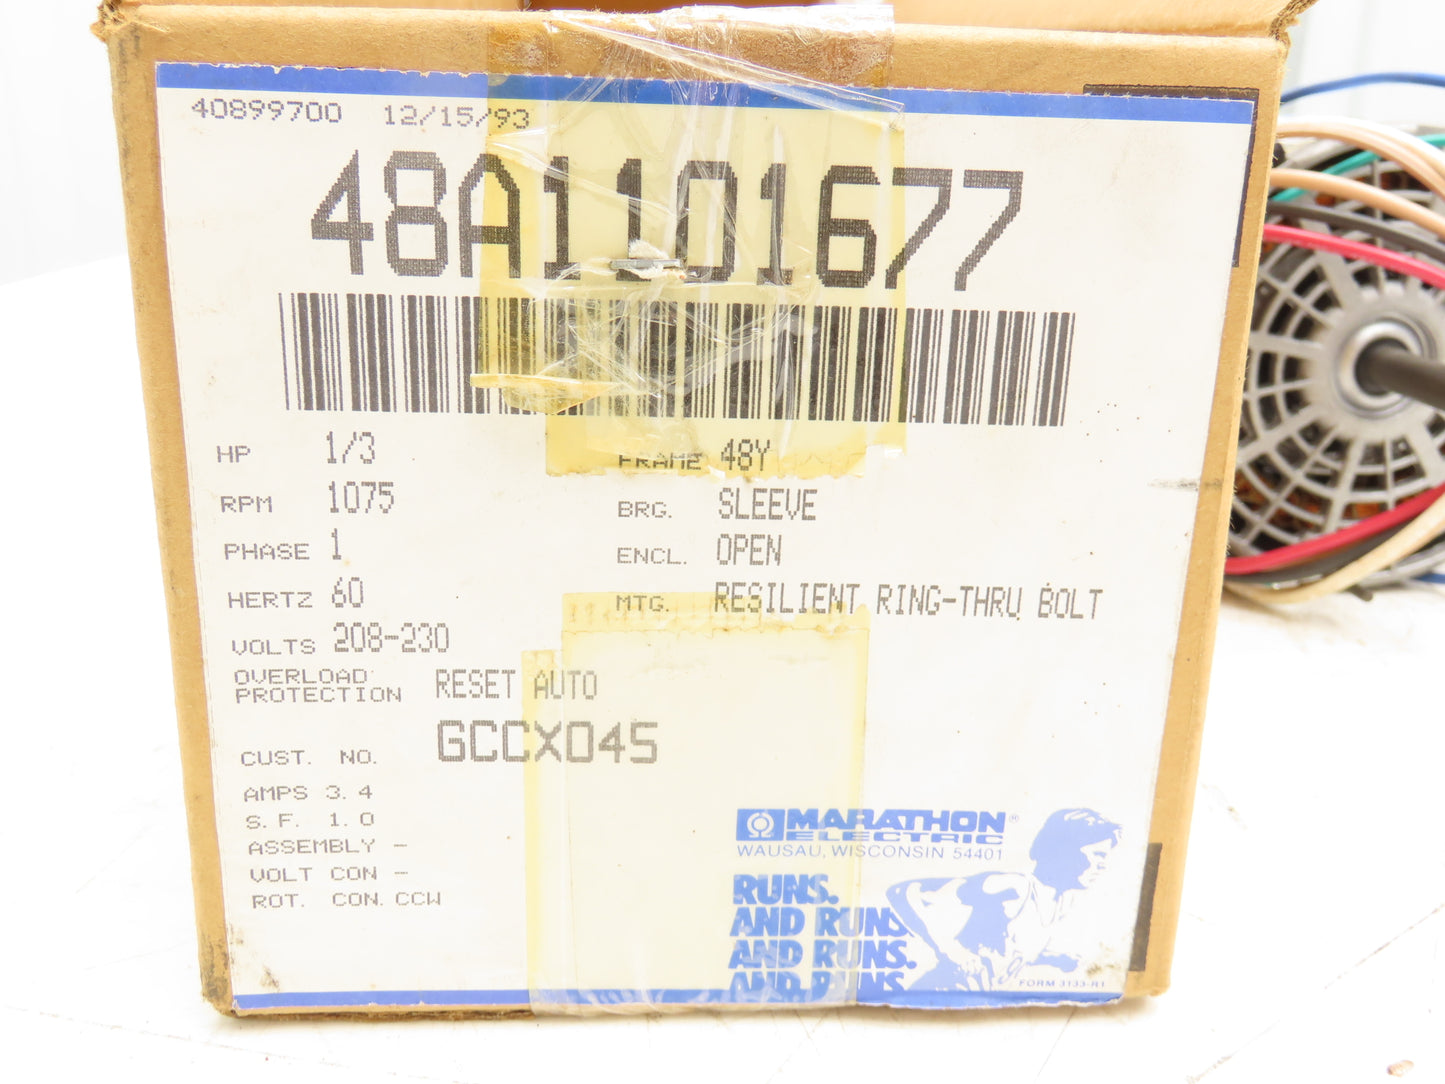 40899700 12/15/93
48A1101677
HP 1/3
FRAME 48Y
RPM 1075
BRG. SLEEVE
PHASE 1
ENCL. OPEN
HERTZ 60
MTG. RESILIENT RING-THRU BOLT
VOLTS 208-230
OVERLOAD
PROTECTION RESET AUTO
CUST. NO. GCCX045
AMPS 3.4
S.F. 1.0
ASSEMBLY -
VOLT CON -
ROT. CON. CCW
MARATHON®
ELECTRIC
WAUSAU, WISCONSIN 54401
RUNS.
AND RUNS
AND RUNS.
AND RUNS
FORM 3133-R1